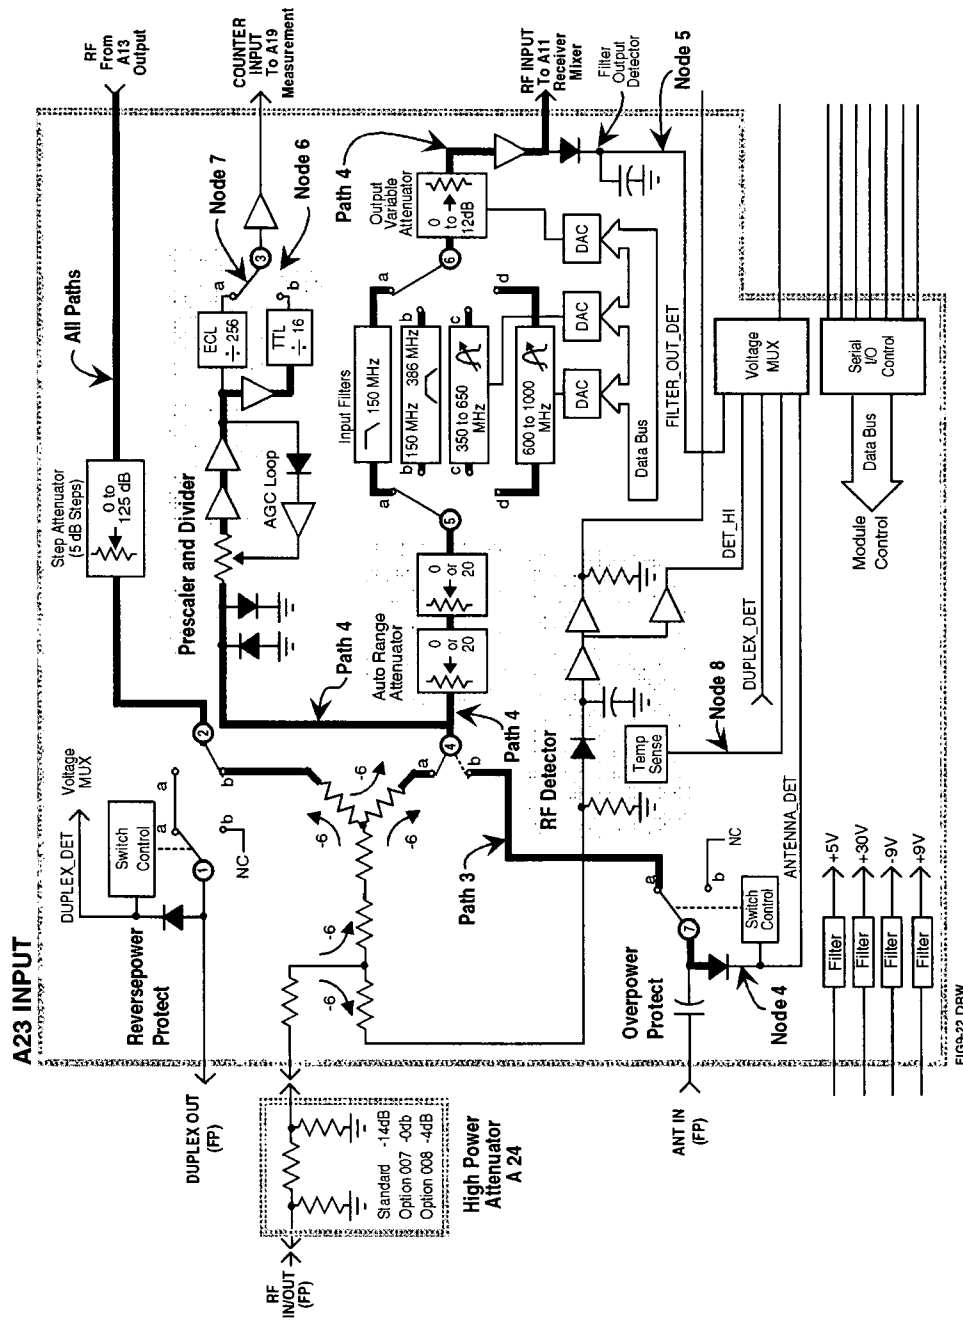 A23 INPUT
RF
From
A13
Output
COUNTER
INPUT
To A19
Measurement
RF INPUT
To A11
Receiver
Mixer
Filter
Output
Detector
Node 5
All Paths
Node 7
Node 6
Path 4
Output
Variable
Attenuator
0
to
12dB
Step Attenuator
(5 dB Steps)
0 to
125 dB
Prescaler and Divider
AGC Loop
ECL
÷ 256
TTL
÷ 16
a
b
3
Input Filters
150 MHz
150 MHz 386 MHz
350 to 650
MHz
600 to 1000
MHz
a
b
c
d
a
b
c
d
5
6
DAC
DAC
DAC
Data Bus
FILTER_OUT_DET
Voltage
MUX
Serial
I/O
Control
Data Bus
Module
Control
Auto Range
Attenuator
0
or
20
0
or
20
Path 4
Path 4
DET_HI
DUPLEX_DET
Node 8
Temp
Sense
RF Detector
ANTENNA_DET
Voltage
MUX
DUPLEX_DET
Switch
Control
Reversepower
Protect
1
a
a
b
NC
2
b
-6
-6
-6
-6
-6
4
a
b
Path 3
Overpower
Protect
7
a
b
NC
Switch
Control
Node 4
DUPLEX OUT
(FP)
RF
IN/OUT
(FP)
Standard -14dB
Option 007 -0db
Option 008 -4dB
High Power
Attenuator
A 24
ANT IN
(FP)
Filter
+5V
Filter
+30V
Filter
-9V
Filter
+9V
FIG9-22.DRW